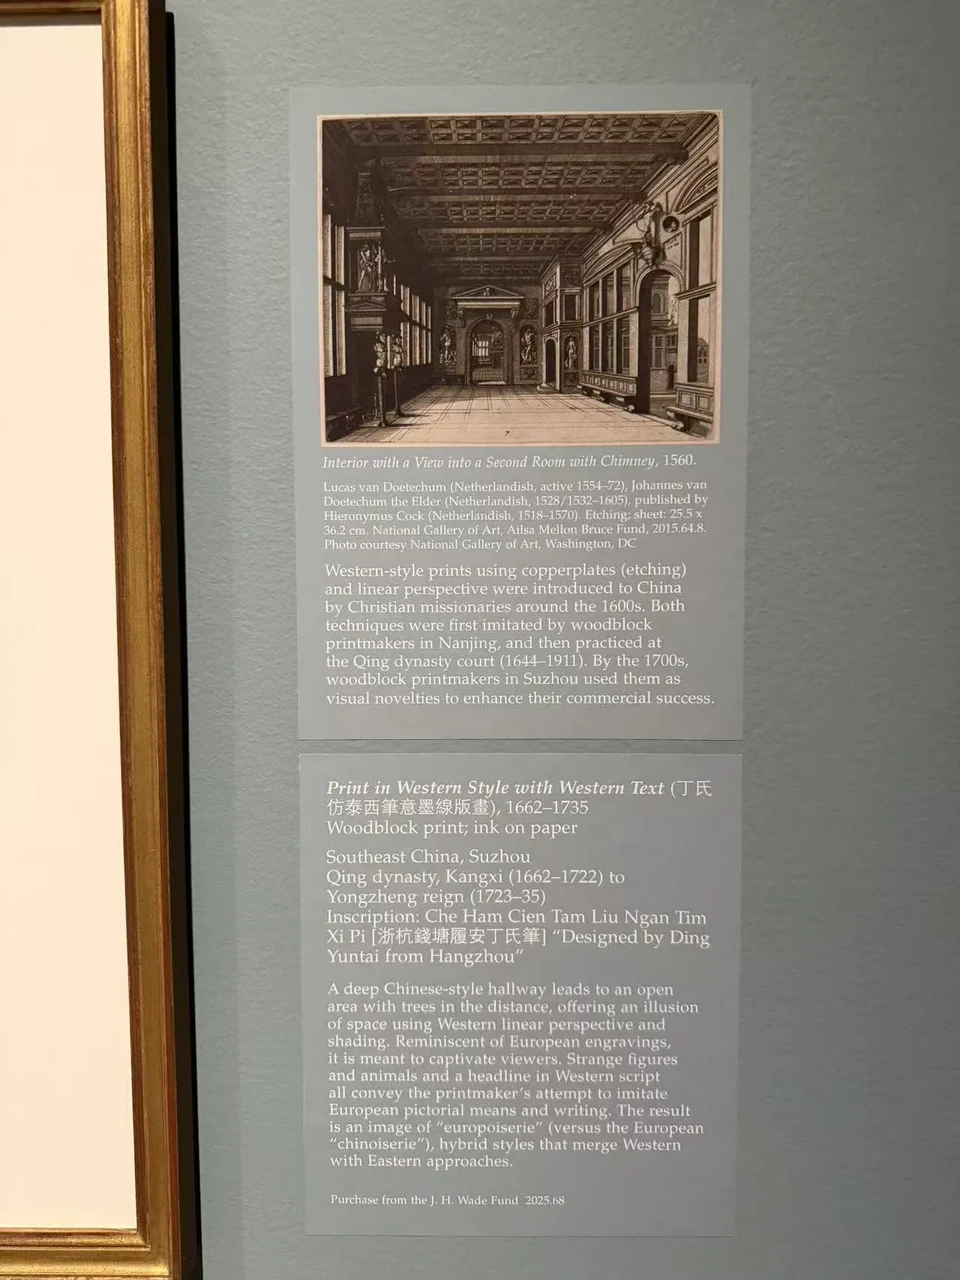 Interior with a View into a Second Room with Chimney, 1560.
Lucas van Doetechum (Netherlandish, active 1554–72), Johannes van
Doetechum the Elder (Netherlandish, 1528/1532–1605), published by
Hieronymus Cock (Netherlandish, 1518–1570). Etching; sheet: 25.5 x
36.2 cm. National Gallery of Art, Ailsa Mellon Bruce Fund, 2015.64.8.
Photo courtesy National Gallery of Art, Washington, DC
Western-style prints using copperplates (etching)
and linear perspective were introduced to China
by Christian missionaries around the 1600s. Both
techniques were first imitated by woodblock
printmakers in Nanjing, and then practiced at
the Qing dynasty court (1644–1911). By the 1700s,
woodblock printmakers in Suzhou used them as
visual novelties to enhance their commercial success.
Print in Western Style with Western Text (丁氏
仿泰西筆意墨線版畫), 1662–1735
Woodblock print; ink on paper
Southeast China, Suzhou
Qing dynasty, Kangxi (1662–1722) to
Yongzheng reign (1723–35)
Inscription: Che Ham Cien Tam Liu Ngan Tim
Xi Pi [浙杭錢塘履安丁氏筆] “Designed by Ding
Yuntai from Hangzhou”
A deep Chinese-style hallway leads to an open
area with trees in the distance, offering an illusion
of space using Western linear perspective and
shading. Reminiscent of European engravings,
it is meant to captivate viewers. Strange figures
and animals and a headline in Western script
all convey the printmaker's attempt to imitate
European pictorial means and writing. The result
is an image of “europoiserie” (versus the European
“chinoiserie”), hybrid styles that merge Western
with Eastern approaches.
Purchase from the J. H. Wade Fund 2025.68